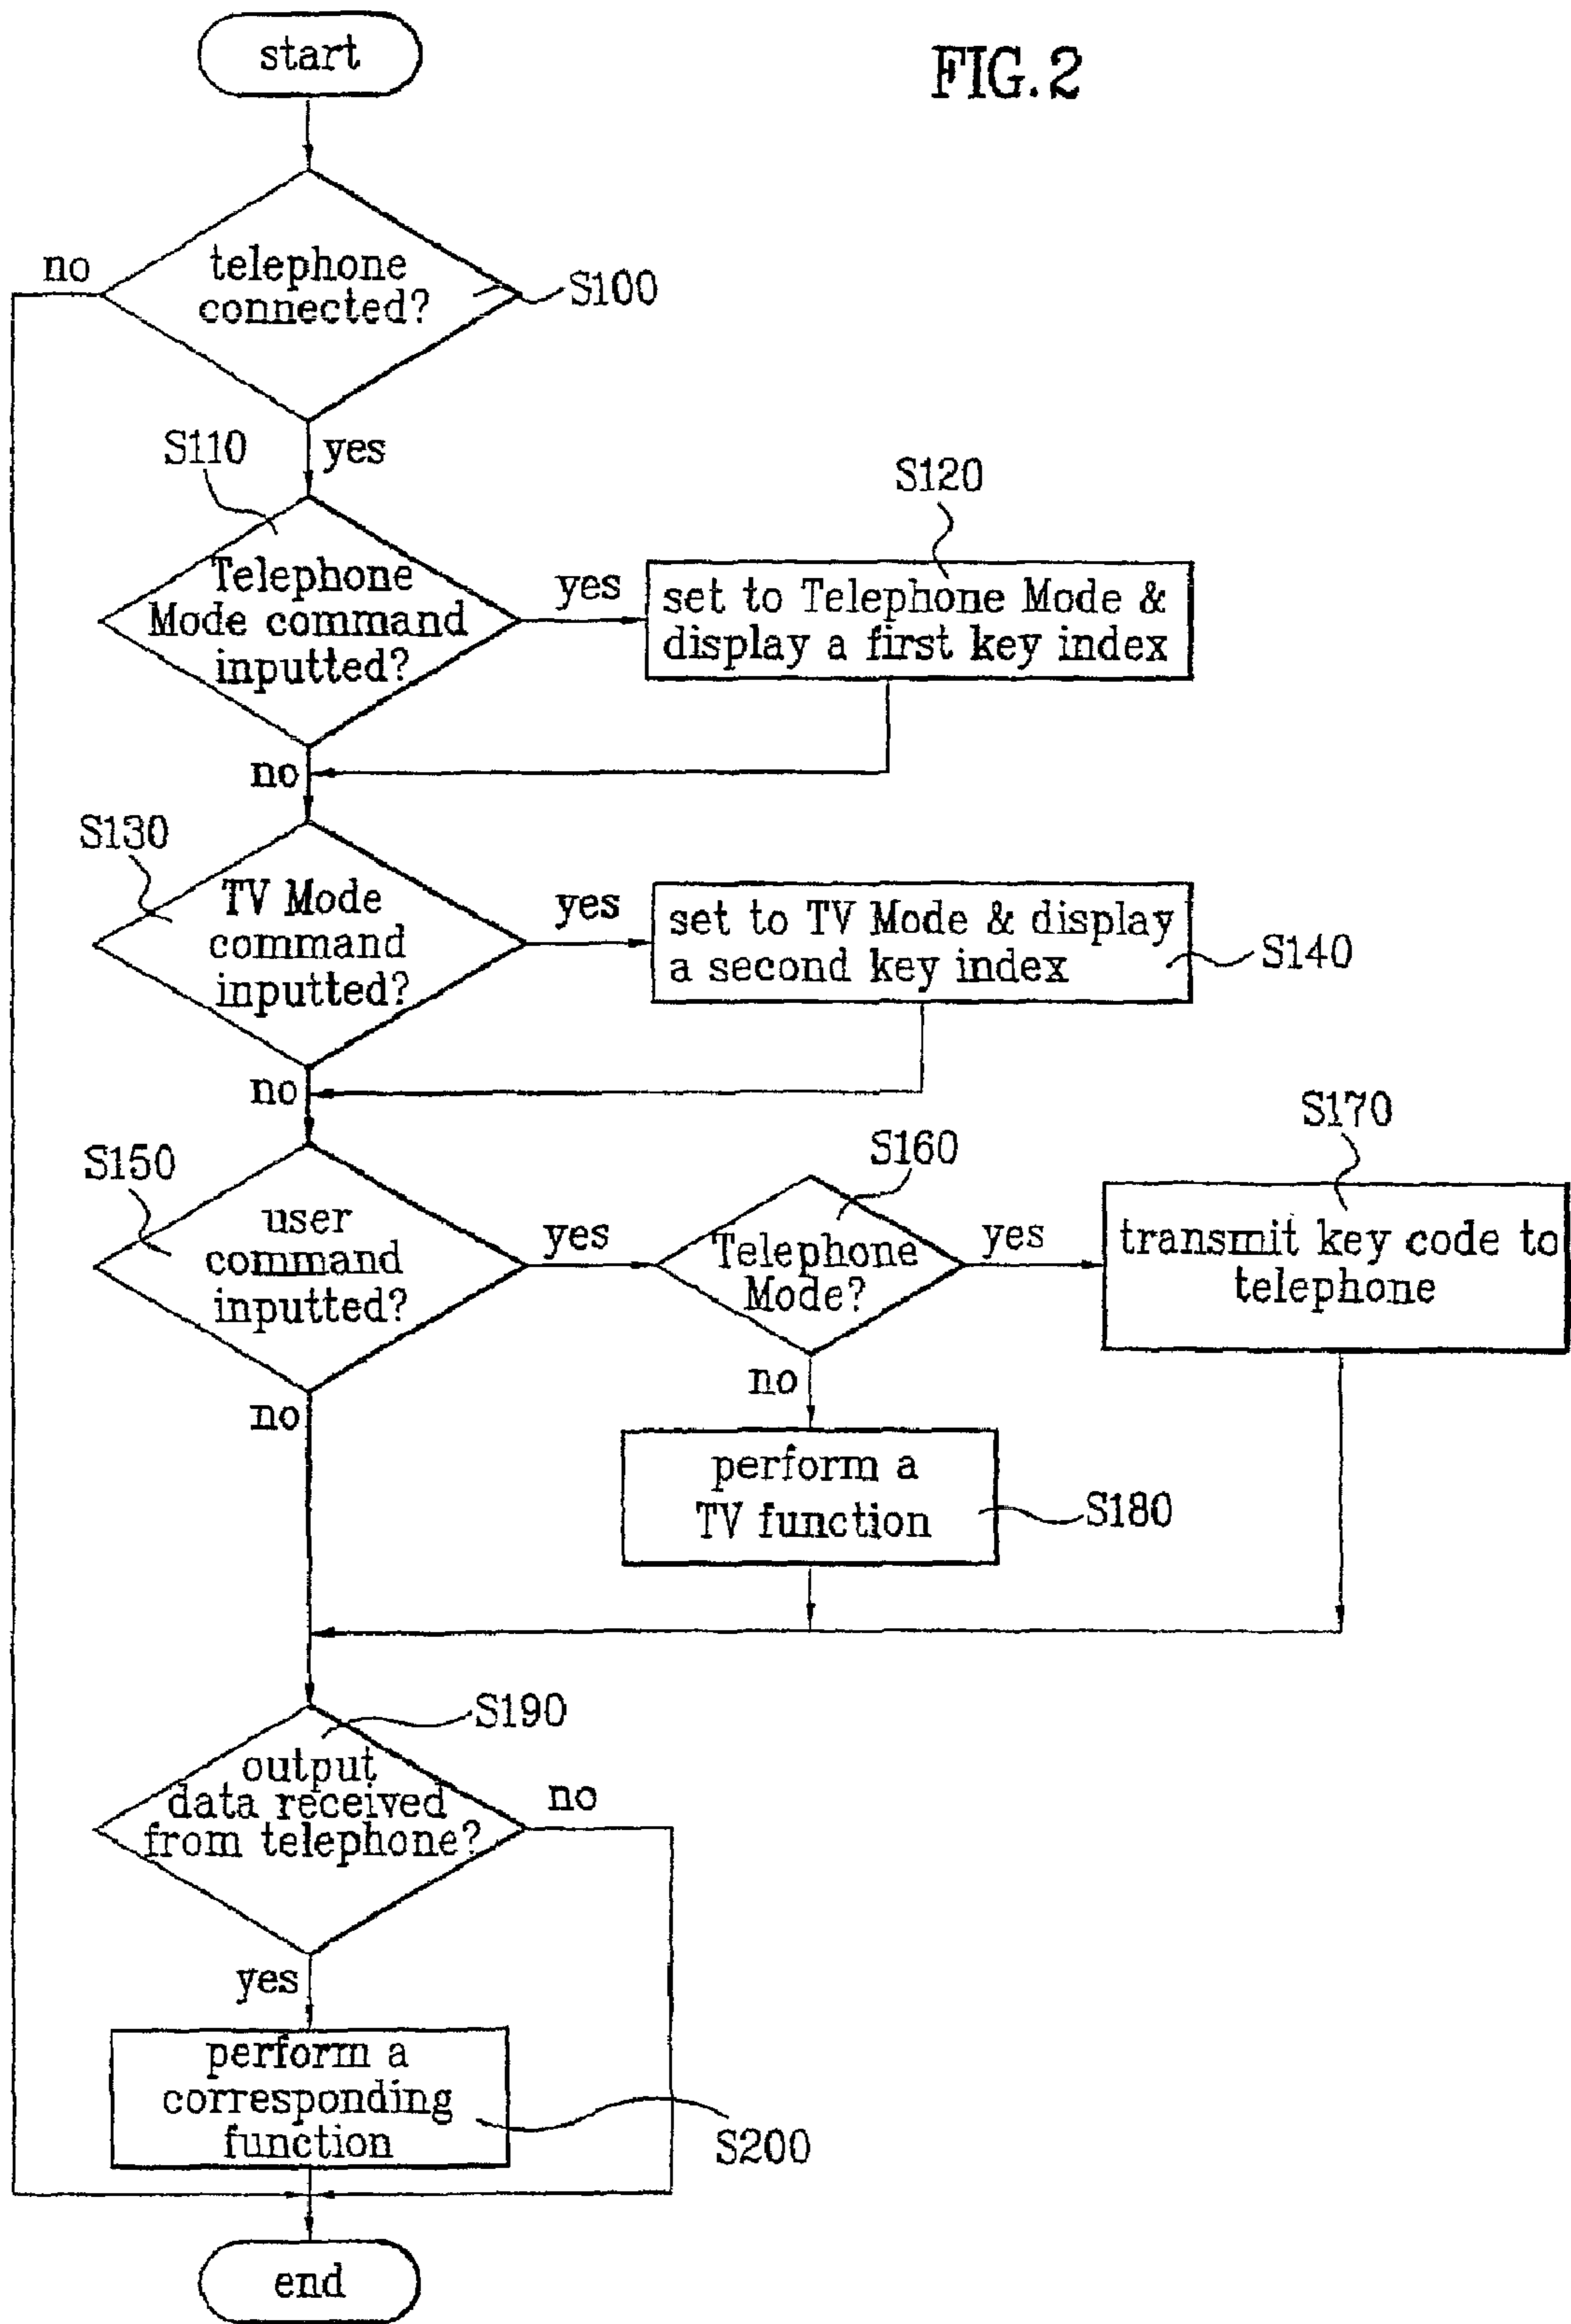 start
FIG.2
telephone
connected?
no
S100
yes
S110
Telephone
Mode command
inputted?
yes
S120
set to Telephone Mode &
display a first key index
no
S130
TV Mode
command
inputted?
yes
set to TV Mode & display
a second key index
S140
no
S150
user
command
inputted?
yes
S160
Telephone
Mode?
yes
S170
transmit key code to
telephone
no
no
perform a
TV function
S180
S190
output
data received
from telephone?
no
yes
perform a
corresponding
function
S200
end